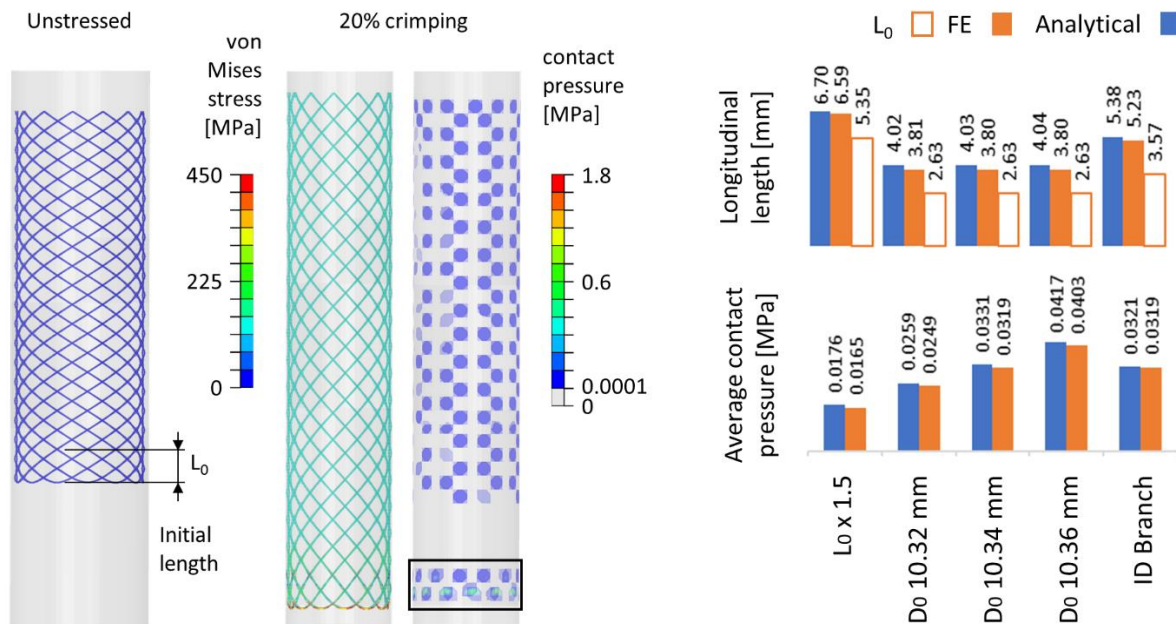 Unstressed
20% crimping
von
Mises
stress
[MPa]
450
225
0
L₀
Initial
length
contact
pressure
[MPa]
1.8
0.6
0.0001
0
L₀ FE Analytical
Longitudinal
length [mm]
6.70
6.59
5.35
4.02
3.81
2.63
4.03
3.80
2.63
4.04
3.80
2.63
5.38
5.23
3.57
Average contact
pressure [MPa]
0.0176
0.0165
0.0259
0.0249
0.0331
0.0319
0.0417
0.0403
0.0321
0.0319
L₀ x 1.5
D₀ 10.32 mm
D₀ 10.34 mm
D₀ 10.36 mm
ID Branch